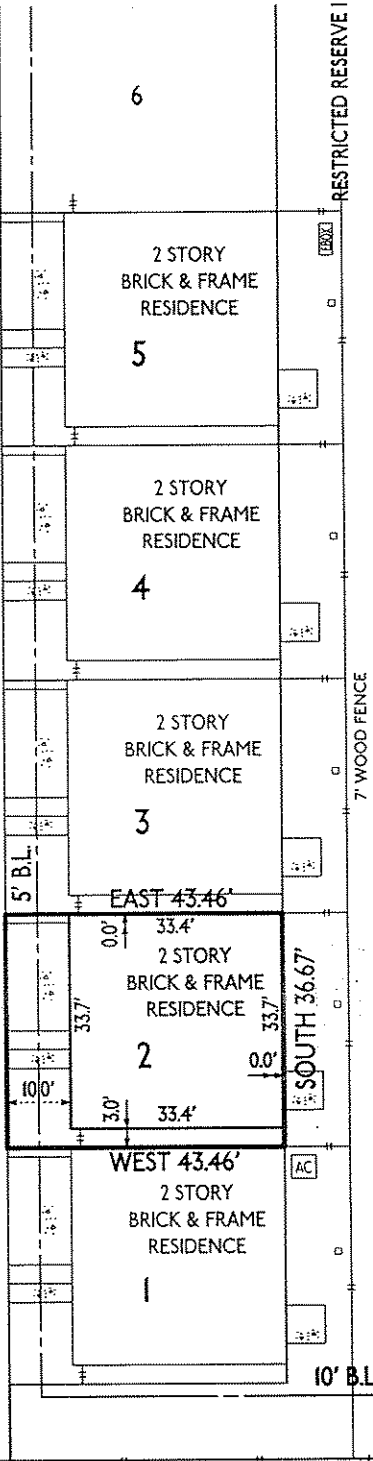 RESTRICTED RESERVE
6
EBOX
2 STORY
BRICK & FRAME
RESIDENCE
5
2 STORY
BRICK & FRAME
RESIDENCE
4
7' WOOD FENCE
2 STORY
BRICK & FRAME
RESIDENCE
3
5' B.L.
EAST 43.46'
0.0'
33.4'
2 STORY
BRICK & FRAME
RESIDENCE
33.7'
33.7'
SOUTH 36.67'
2
0.0'
10.0'
3.0'
33.4'
WEST 43.46'
AC
2 STORY
BRICK & FRAME
RESIDENCE
1
10' B.L